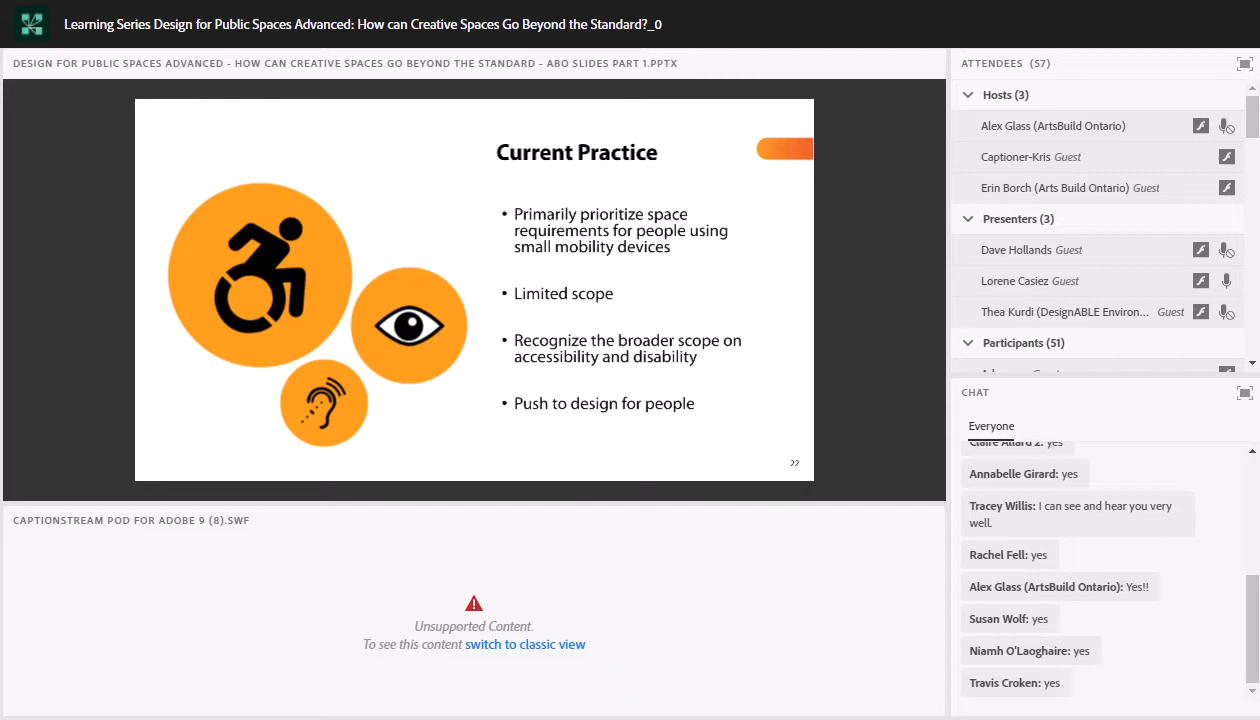 Learning Series Design for Public Spaces Advanced: How can Creative Spaces Go Beyond the Standard?_0
DESIGN FOR PUBLIC SPACES ADVANCED - HOW CAN CREATIVE SPACES GO BEYOND THE STANDARD - ABO SLIDES PART 1.PPTX
Current Practice
• Primarily prioritize space
requirements for people using
small mobility devices
• Limited scope
• Recognize the broader scope on
accessibility and disability
• Push to design for people
22
CAPTIONSTREAM POD FOR ADOBE 9 (8).SWF
Unsupported Content.
To see this content switch to classic view
ATTENDEES (57)
Hosts (3)
Alex Glass (ArtsBuild Ontario)
Captioner-Kris Guest
Erin Borch (Arts Build Ontario) Guest
Presenters (3)
Dave Hollands Guest
Lorene Casiez Guest
Thea Kurdi (DesignABLE Environ... Guest
Participants (51)
CHAT
Everyone
Claire Allard 2: yes
Annabelle Girard: yes
Tracey Willis: I can see and hear you very
well.
Rachel Fell: yes
Alex Glass (ArtsBuild Ontario): Yes!!
Susan Wolf: yes
Niamh O'Laoghaire: yes
Travis Croken: yes